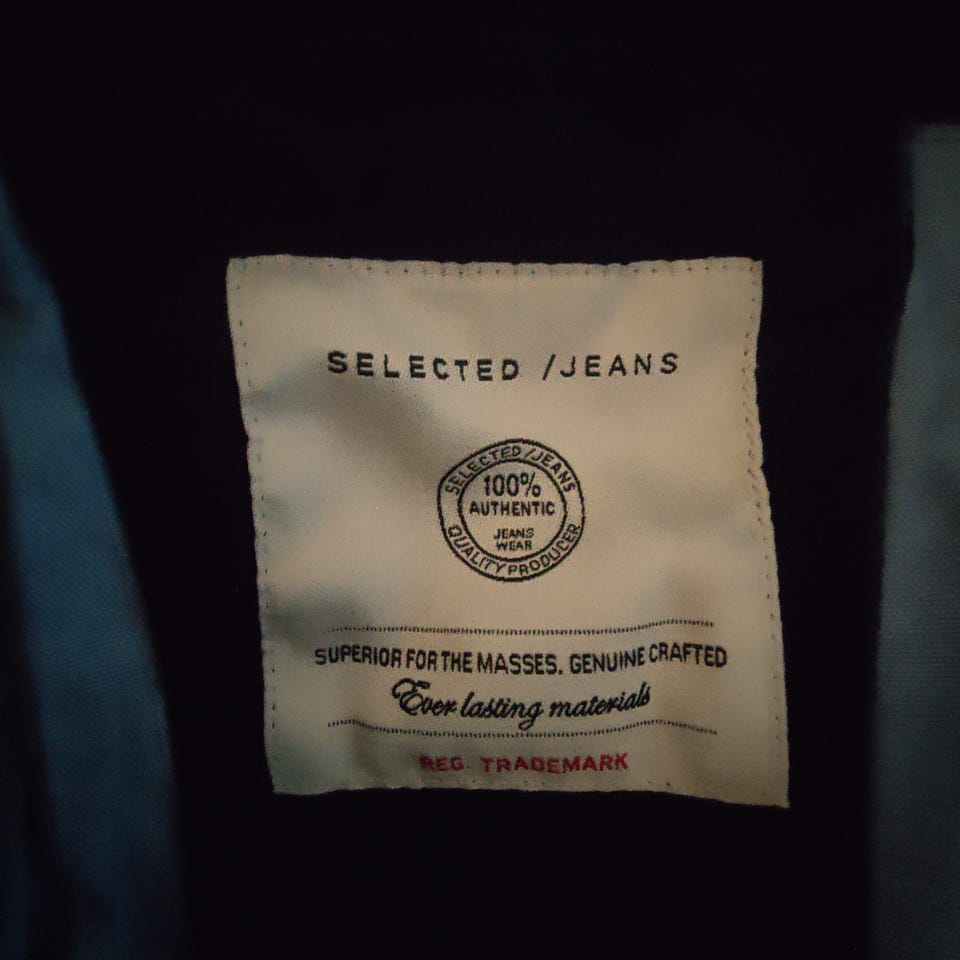 SELECTED /JEANS
SELECTED /JEANS
100%
AUTHENTIC
JEANS
WEAR
QUALITY PRODUCER
SUPERIOR FOR THE MASSES. GENUINE CRAFTED
Ever lasting materials
REG. TRADEMARK